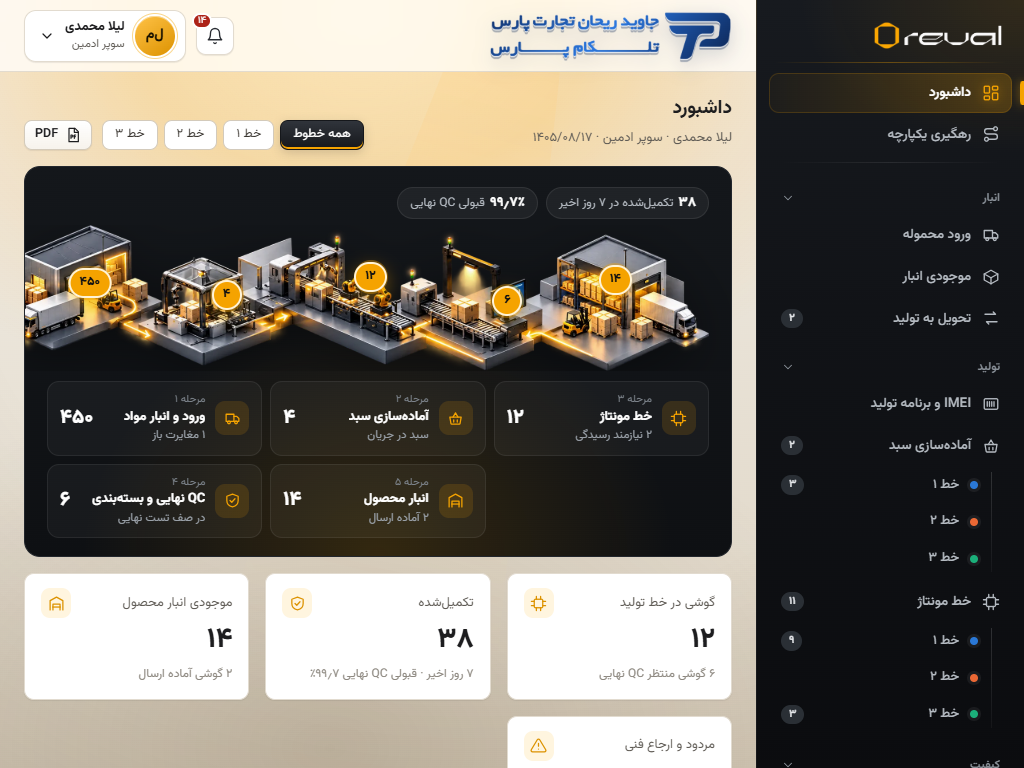 reval
داشبورد
رهگیری یکپارچه
انبار
ورود محموله
موجودی انبار
تحویل به تولید ۲
تولید
IMEI و برنامه تولید
آماده‌سازی سبد ۲
خط ۱ ۳
خط ۲
خط ۳
خط مونتاژ ۱۱
خط ۱ ۹
خط ۲
خط ۳ ۳
کیفیت
جاوید ریحان تجارت پارس
تلکام پارس
۱۴
لیلا محمدی
سوپر ادمین
لم
داشبورد
لیلا محمدی · سوپر ادمین · ۱۴۰۵/۰۸/۱۷
همه خطوط
خط ۱
خط ۲
خط ۳
PDF
۳۸ تکمیل‌شده در ۷ روز اخیر
۹۹٫۷٪ قبولی QC نهایی
۴۵۰
۴
۱۲
۶
۱۴
مرحله ۳
خط مونتاژ
۲ نیازمند رسیدگی
۱۲
مرحله ۲
آماده‌سازی سبد
سبد در جریان
۴
مرحله ۱
ورود و انبار مواد
۱ مغایرت باز
۴۵۰
مرحله ۵
انبار محصول
۲ آماده ارسال
۱۴
مرحله ۴
QC نهایی و بسته‌بندی
در صف تست نهایی
۶
گوشی در خط تولید
۱۲
۶ گوشی منتظر QC نهایی
تکمیل‌شده
۳۸
۷ روز اخیر · قبولی QC نهایی ۹۹٫۷٪
موجودی انبار محصول
۱۴
۲ گوشی آماده ارسال
مردود و ارجاع فنی